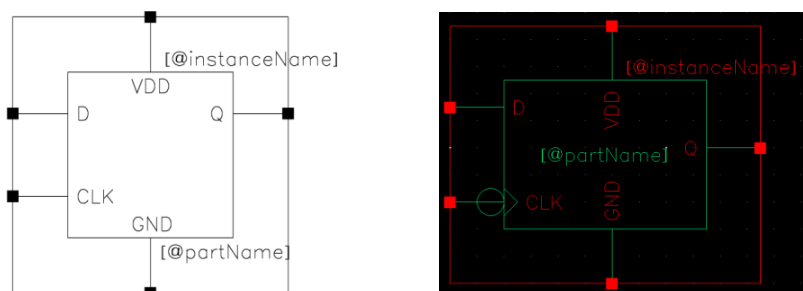 [@instanceName]
VDD
D
Q
CLK
GND
[@partName]
[@instanceName]
VDD
D
[@partName]
Q
CLK
GND